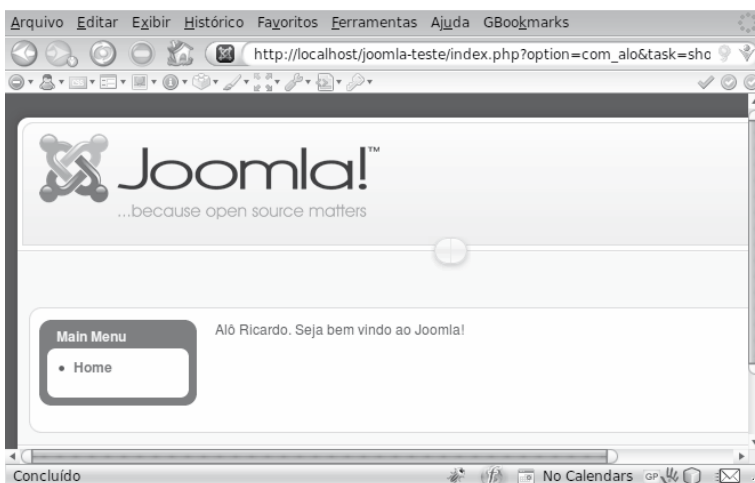 Arquivo Editar Exibir Histórico Favoritos Ferramentas Ajuda GBookmarks
http://localhost/joomla-teste/index.php?option=com_alo&task=sho
Joomla!™
...because open source matters
Main Menu
Alô Ricardo. Seja bem vindo ao Joomla!
• Home
Concluído
No Calendars
GP